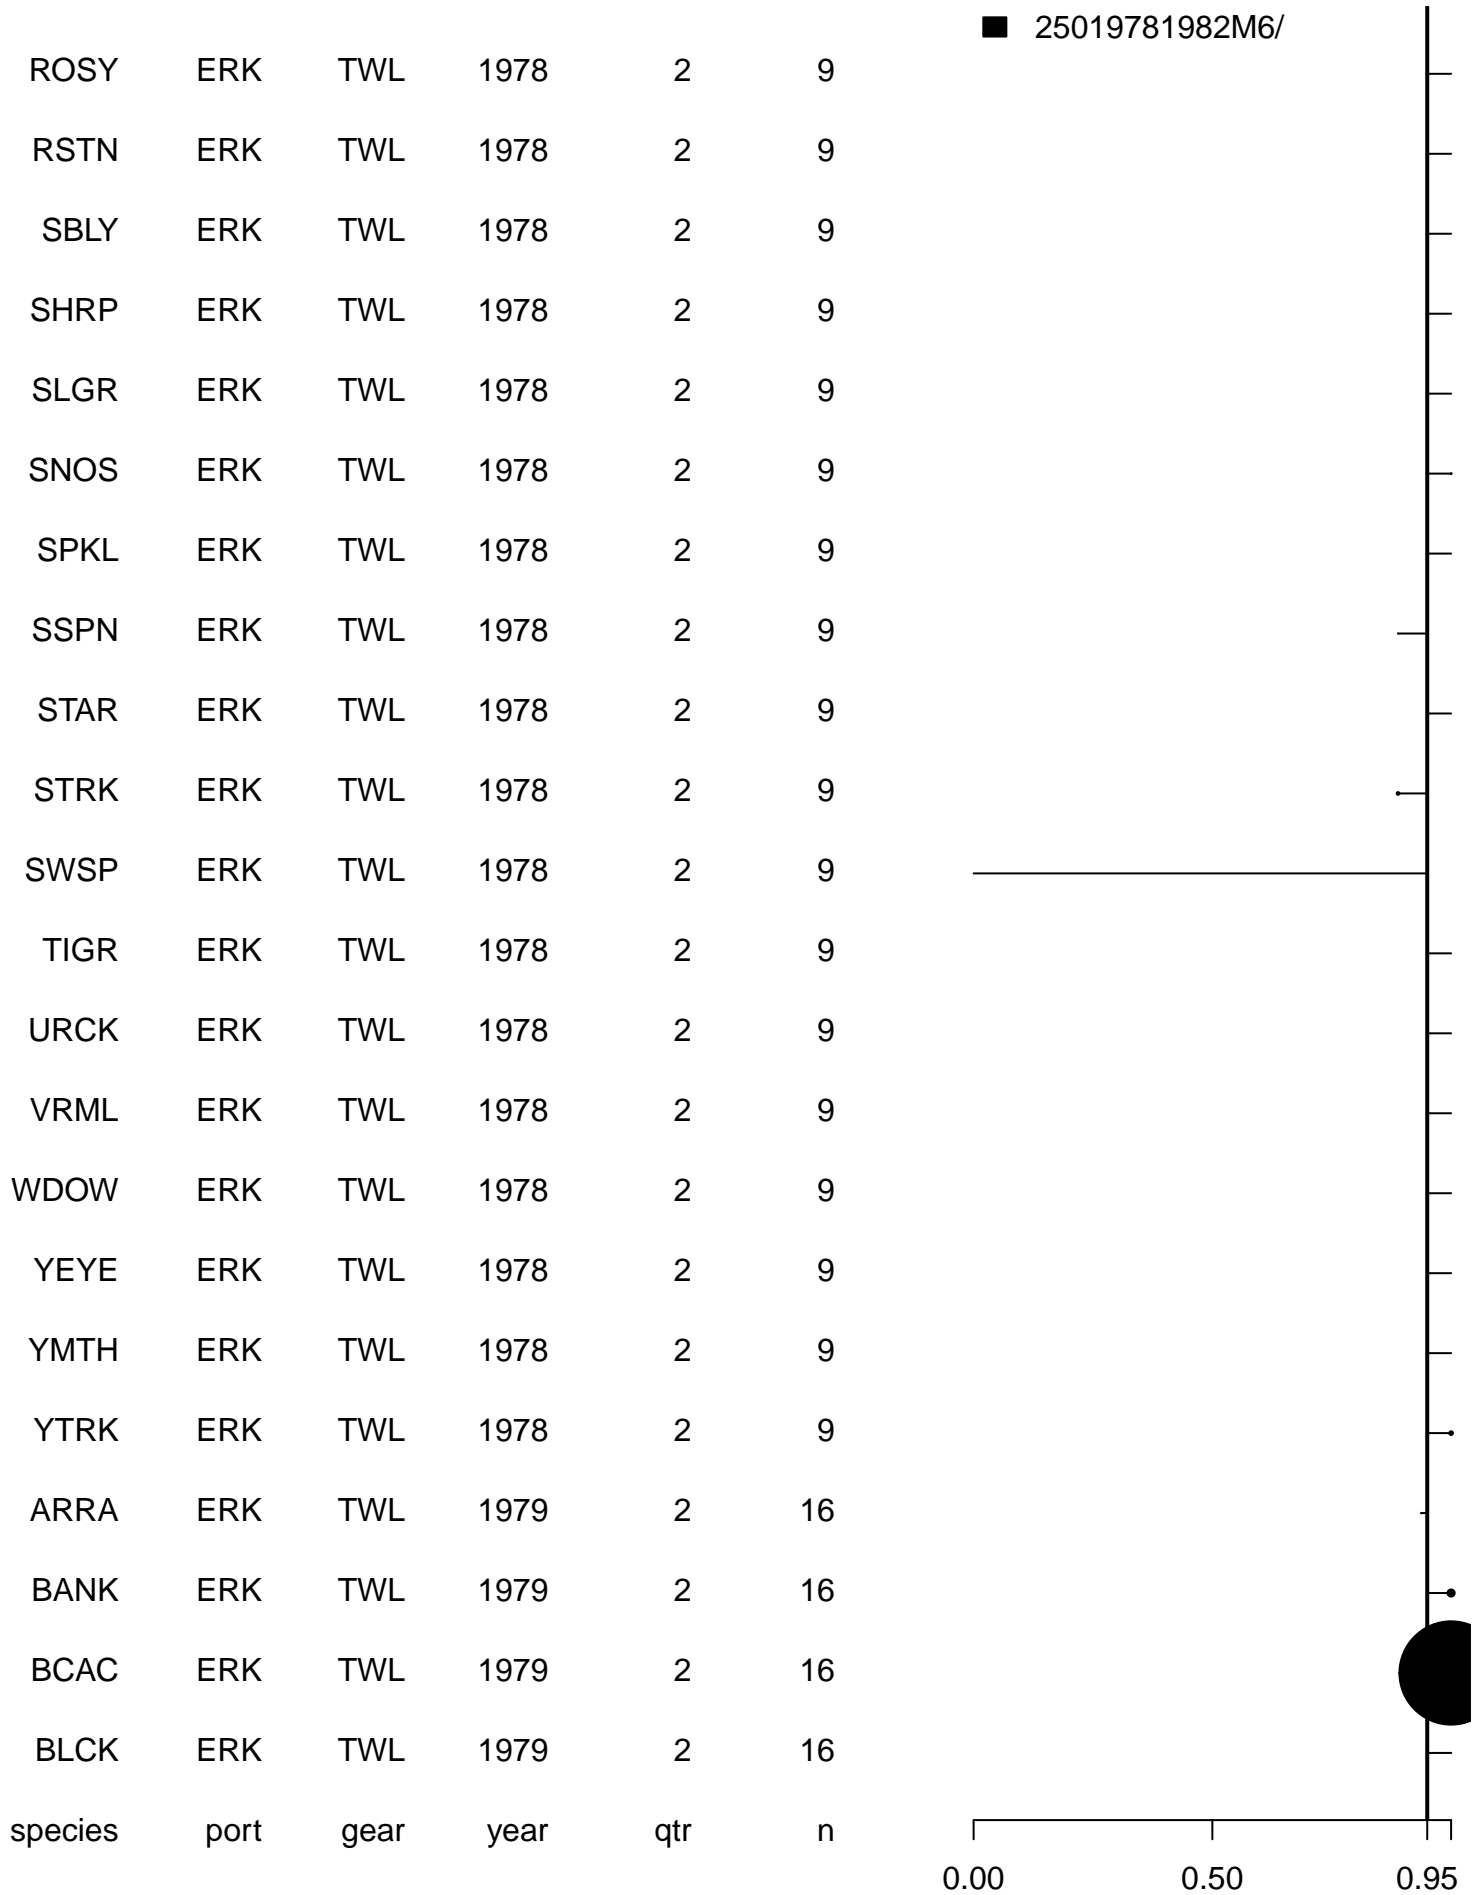 25019781982M6/
ROSY ERK TWL 1978 2 9
RSTN ERK TWL 1978 2 9
SBLY ERK TWL 1978 2 9
SHRP ERK TWL 1978 2 9
SLGR ERK TWL 1978 2 9
SNOS ERK TWL 1978 2 9
SPKL ERK TWL 1978 2 9
SSPN ERK TWL 1978 2 9
STAR ERK TWL 1978 2 9
STRK ERK TWL 1978 2 9
SWSP ERK TWL 1978 2 9
TIGR ERK TWL 1978 2 9
URCK ERK TWL 1978 2 9
VRML ERK TWL 1978 2 9
WDOW ERK TWL 1978 2 9
YEYE ERK TWL 1978 2 9
YMTH ERK TWL 1978 2 9
YTRK ERK TWL 1978 2 9
ARRA ERK TWL 1979 2 16
BANK ERK TWL 1979 2 16
BCAC ERK TWL 1979 2 16
BLCK ERK TWL 1979 2 16
species port gear year qtr n
0.00 0.50 0.95